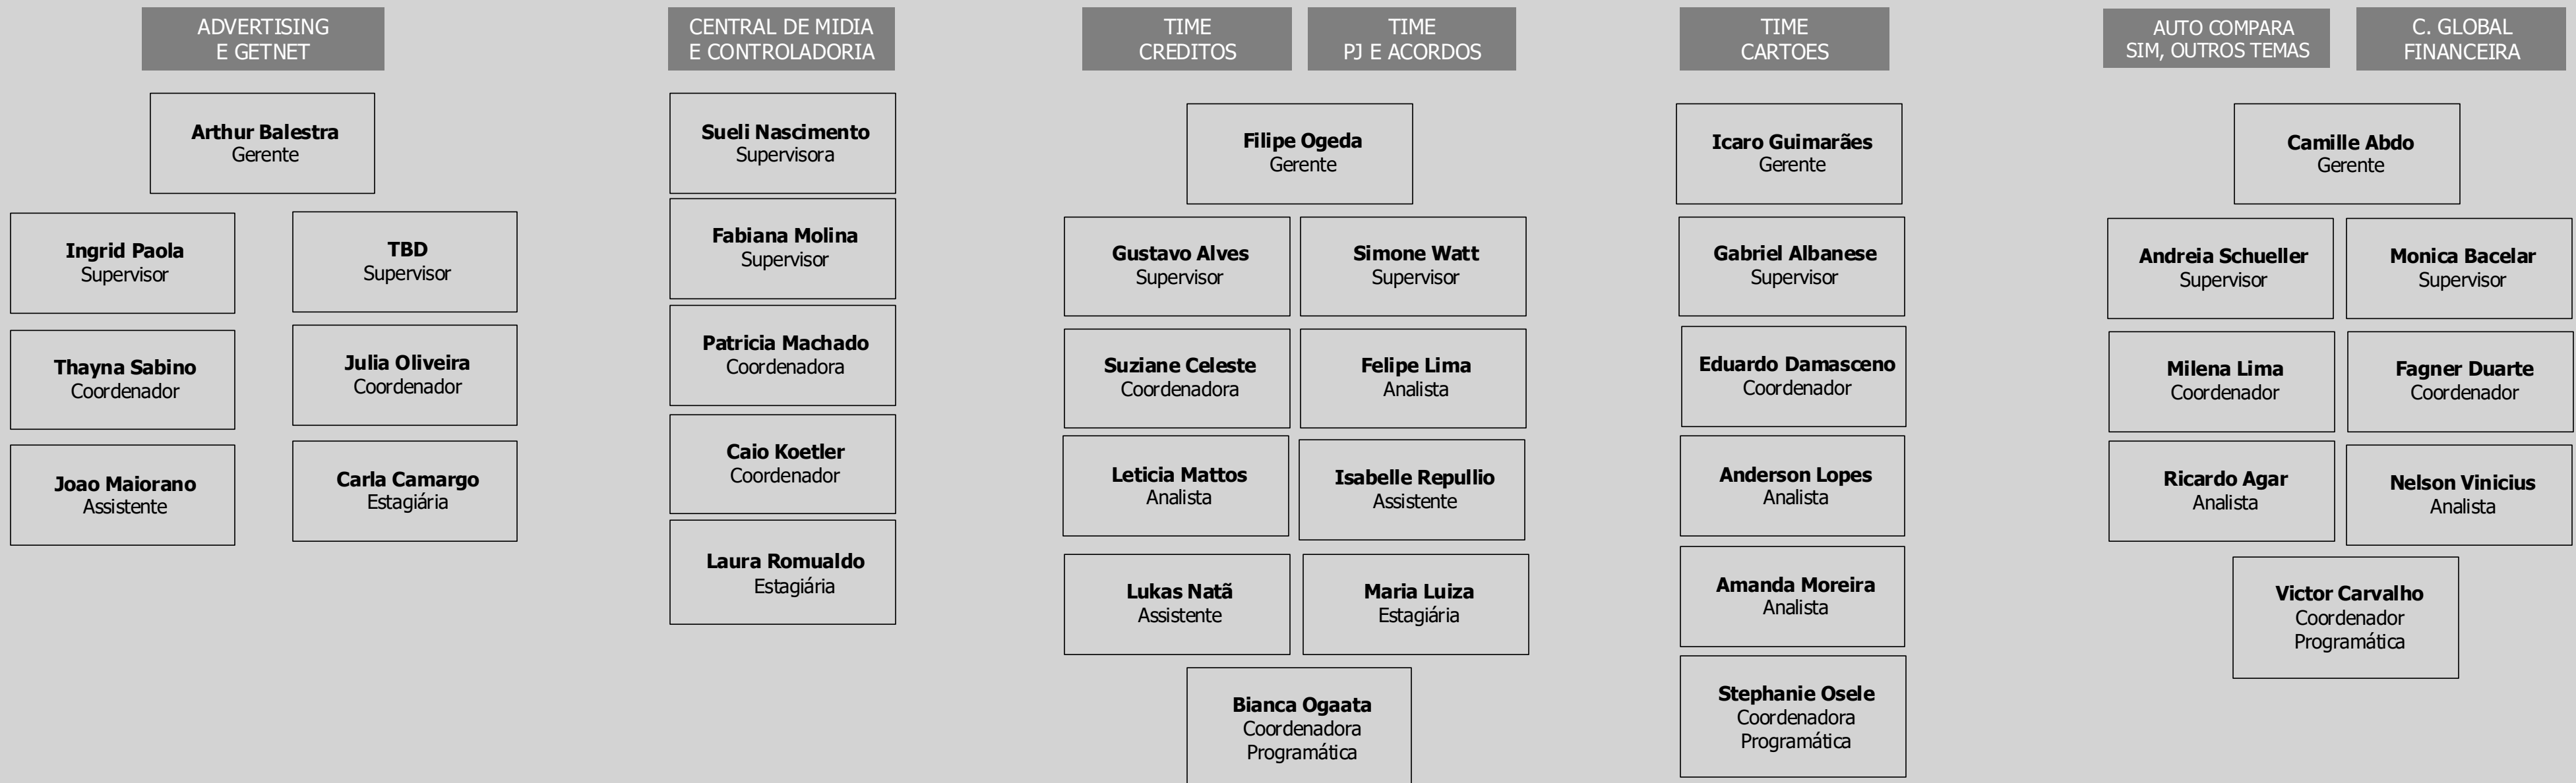 ADVERTISING
E GETNET
Arthur Balestra
Gerente
Ingrid Paola
Supervisor
TBD
Supervisor
Thayna Sabino
Coordenador
Julia Oliveira
Coordenador
Joao Maiorano
Assistente
Carla Camargo
Estagiária
CENTRAL DE MIDIA
E CONTROLADORIA
Sueli Nascimento
Supervisora
Fabiana Molina
Supervisor
Patricia Machado
Coordenadora
Caio Koetler
Coordenador
Laura Romualdo
Estagiária
TIME
CREDITOS
TIME
PJ E ACORDOS
Filipe Ogeda
Gerente
Gustavo Alves
Supervisor
Simone Watt
Supervisor
Suziane Celeste
Coordenadora
Felipe Lima
Analista
Leticia Mattos
Analista
Isabelle Repullio
Assistente
Lukas Natã
Assistente
Maria Luiza
Estagiária
Bianca Ogaata
Coordenadora
Programática
TIME
CARTOES
Icaro Guimarães
Gerente
Gabriel Albanese
Supervisor
Eduardo Damasceno
Coordenador
Anderson Lopes
Analista
Amanda Moreira
Analista
Stephanie Osele
Coordenadora
Programática
AUTO COMPARA
SIM, OUTROS TEMAS
C. GLOBAL
FINANCEIRA
Camille Abdo
Gerente
Andreia Schueller
Supervisor
Monica Bacelar
Supervisor
Milena Lima
Coordenador
Fagner Duarte
Coordenador
Ricardo Agar
Analista
Nelson Vinicius
Analista
Victor Carvalho
Coordenador
Programática